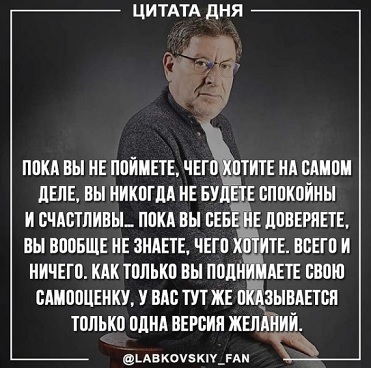 ЦИТАТА ДНЯ
ПОКА ВЫ НЕ ПОЙМЕТЕ, ЧЕГО ХОТИТЕ НА САМОМ
ДЕЛЕ, ВЫ НИКОГДА НЕ БУДЕТЕ СПОКОЙНЫ
И СЧАСТЛИВЫ... ПОКА ВЫ СЕБЕ НЕ ДОВЕРЯЕТЕ,
ВЫ ВООБЩЕ НЕ ЗНАЕТЕ, ЧЕГО ХОТИТЕ. ВСЕГО И
НИЧЕГО. КАК ТОЛЬКО ВЫ ПОДНИМАЕТЕ СВОЮ
САМООЦЕНКУ, У ВАС ТУТ ЖЕ ОКАЗЫВАЕТСЯ
ТОЛЬКО ОДНА ВЕРСИЯ ЖЕЛАНИЙ.
@LABKOVSKIY_FAN